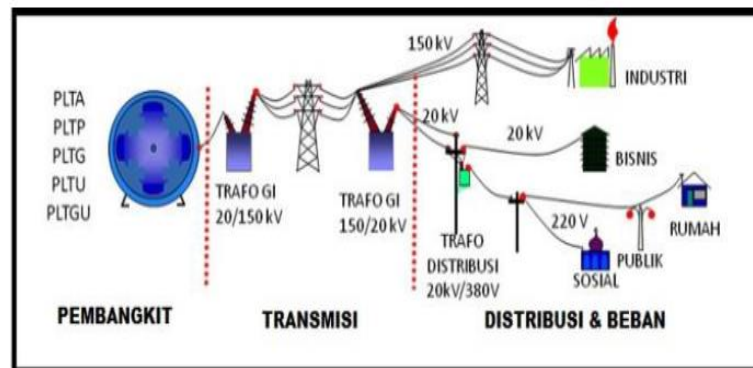 150 kV
INDUSTRI
PLTA
PLTP
PLTG
PLTU
PLTGU
20 kV
20 kV
BISNIS
TRAFO GI
20/150 kV
TRAFO GI
150/20 kV
220 V
RUMAH
TRAFO
DISTRIBUSI
20kV/380V
PUBLIK
SOSIAL
PEMBANGKIT
TRANSMISI
DISTRIBUSI & BEBAN